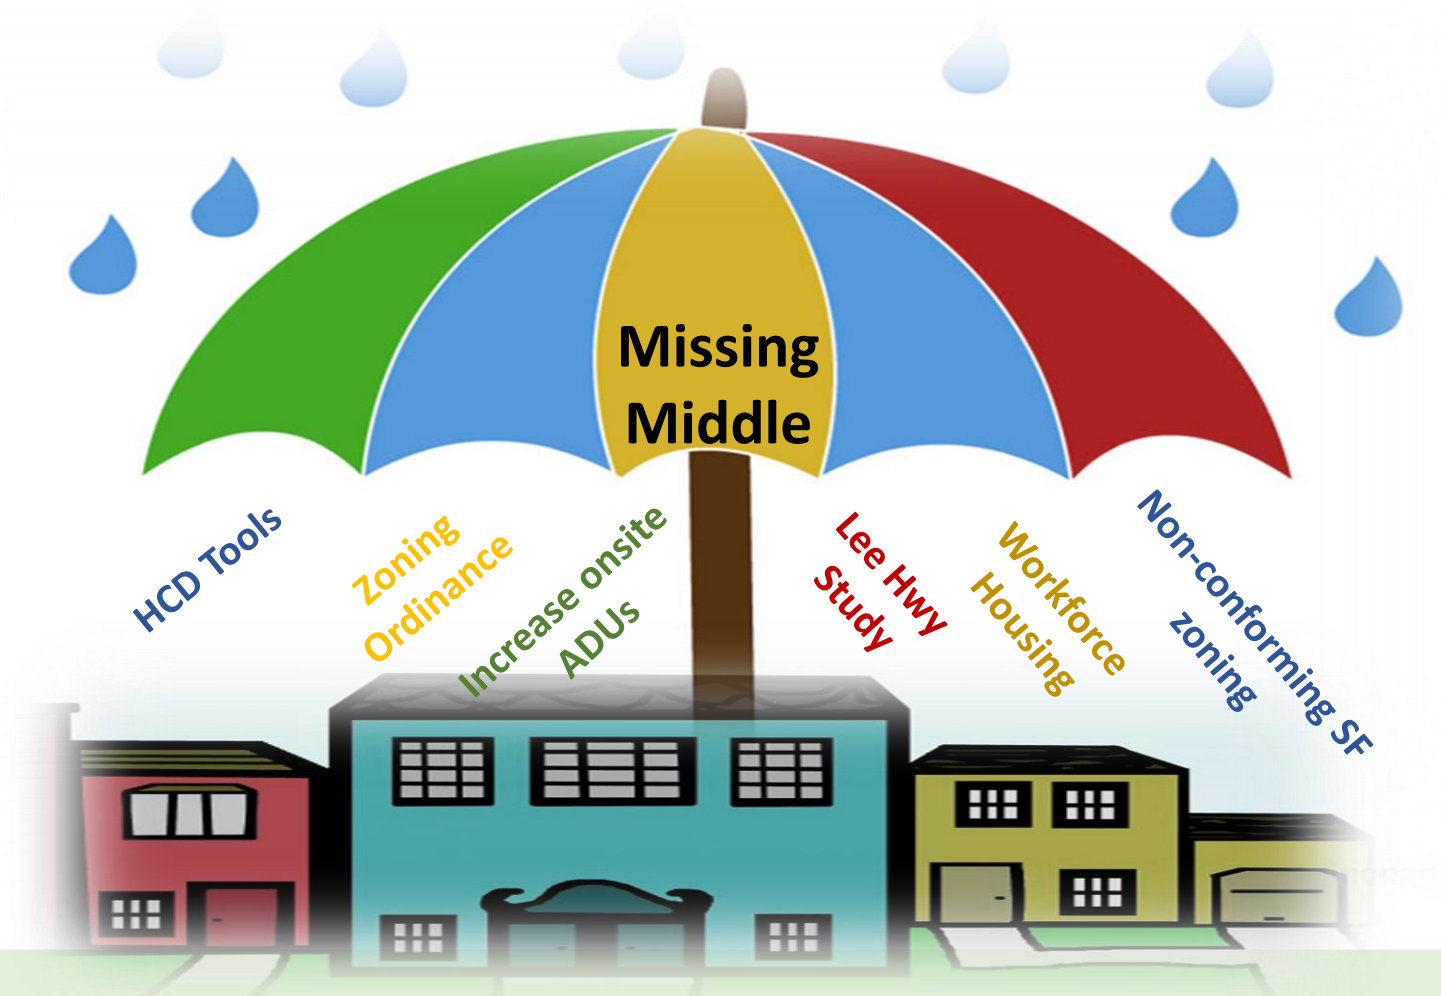 Missing
Middle
HCD Tools
Zoning
Ordinance
Increase onsite
ADUs
Lee Hwy
Study
Workforce
Housing
Non-conforming SF
zoning